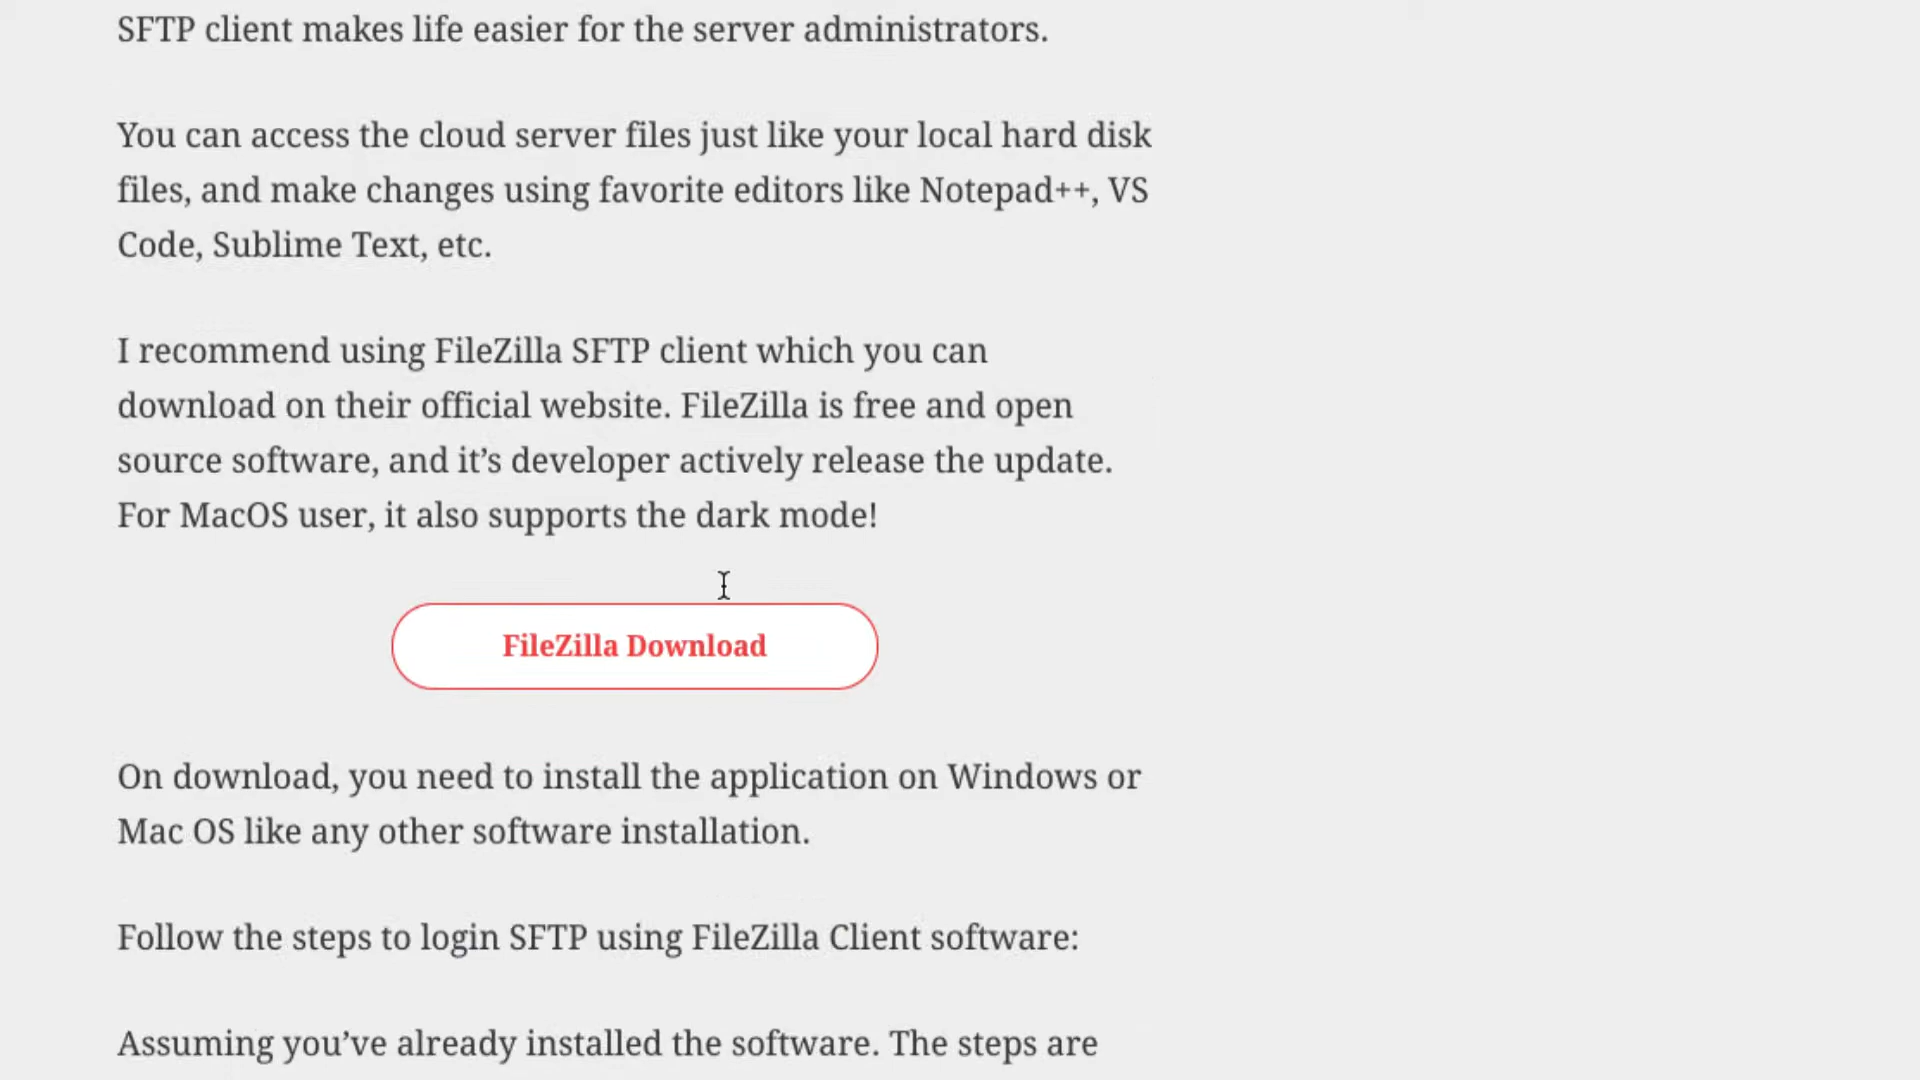 SFTP client makes life easier for the server administrators.
You can access the cloud server files just like your local hard disk
files, and make changes using favorite editors like Notepad++, VS
Code, Sublime Text, etc.
I recommend using FileZilla SFTP client which you can
download on their official website. FileZilla is free and open
source software, and it’s developer actively release the update.
For MacOS user, it also supports the dark mode!
FileZilla Download
On download, you need to install the application on Windows or
Mac OS like any other software installation.
Follow the steps to login SFTP using FileZilla Client software:
Assuming you’ve already installed the software. The steps are